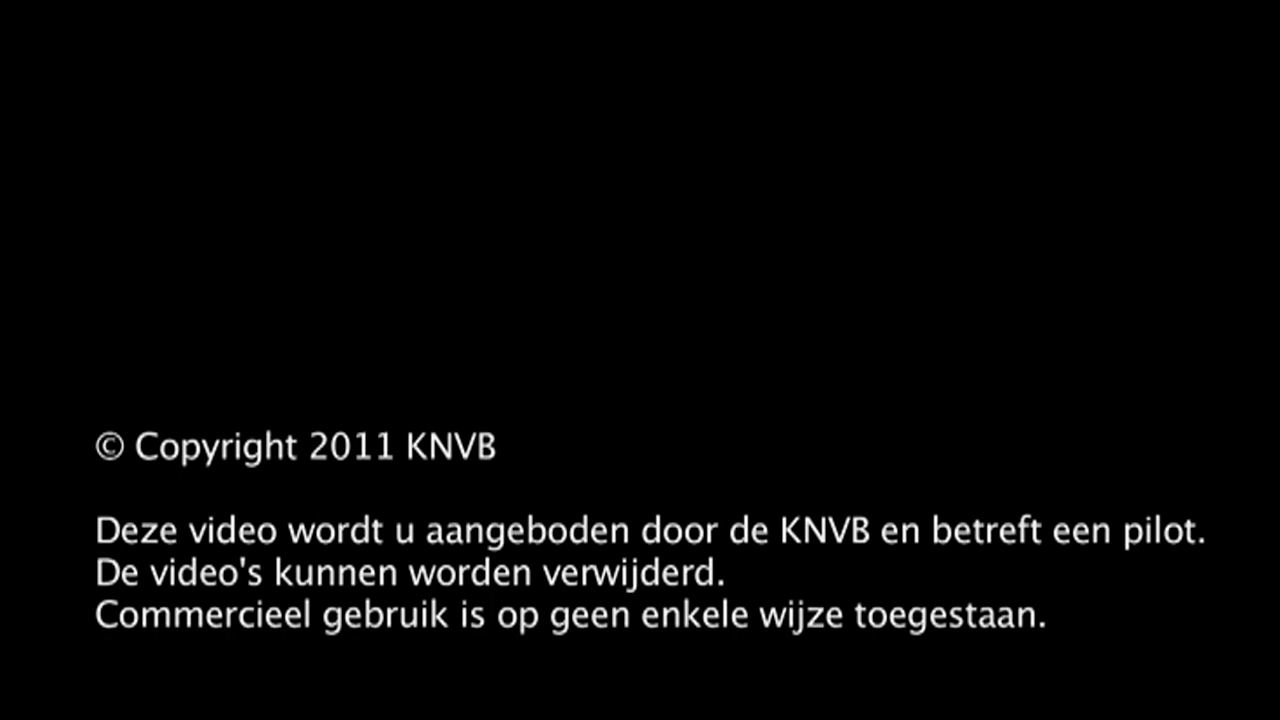 © Copyright 2011 KNVB
Deze video wordt u aangeboden door de KNVB en betreft een pilot.
De video's kunnen worden verwijderd.
Commercieel gebruik is op geen enkele wijze toegestaan.